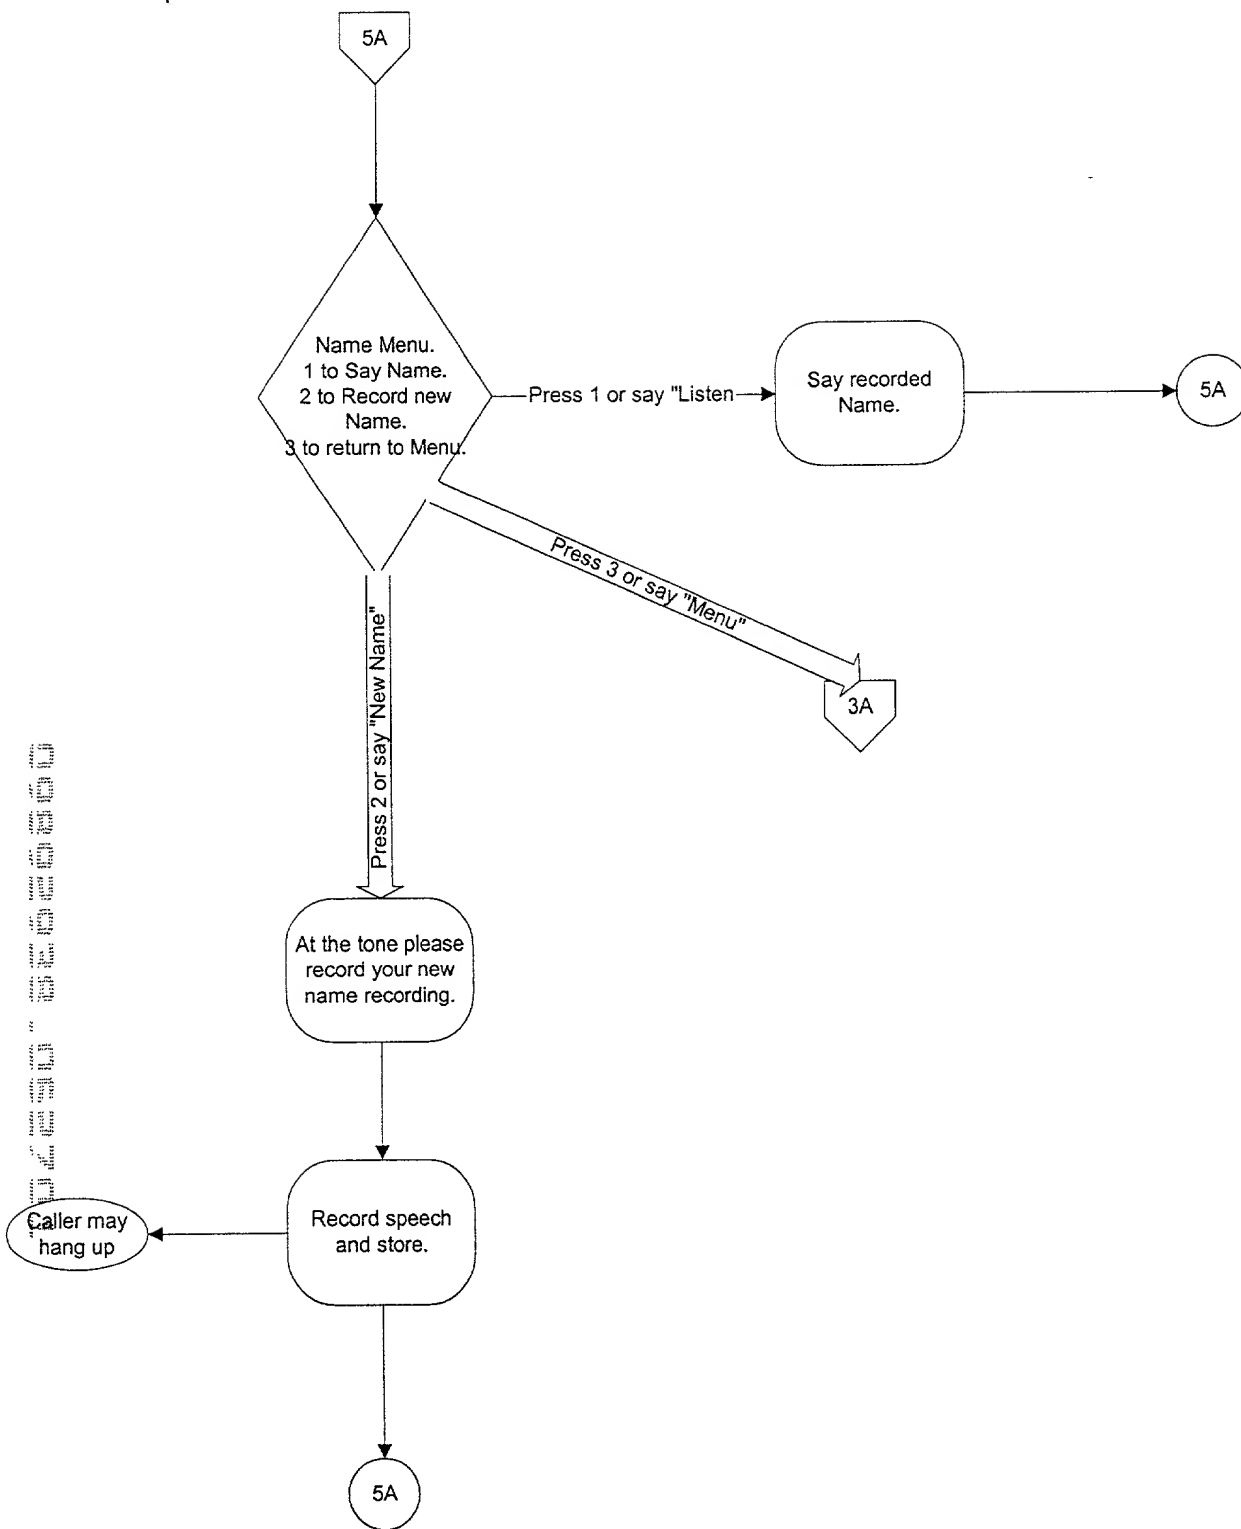 5A
Name Menu.
1 to Say Name.
2 to Record new
Name.
3 to return to Menu.
Press 1 or say "Listen
Say recorded
Name.
5A
Press 3 or say "Menu"
3A
Press 2 or say "New Name"
At the tone please
record your new
name recording.
Record speech
and store.
Caller may
hang up
5A